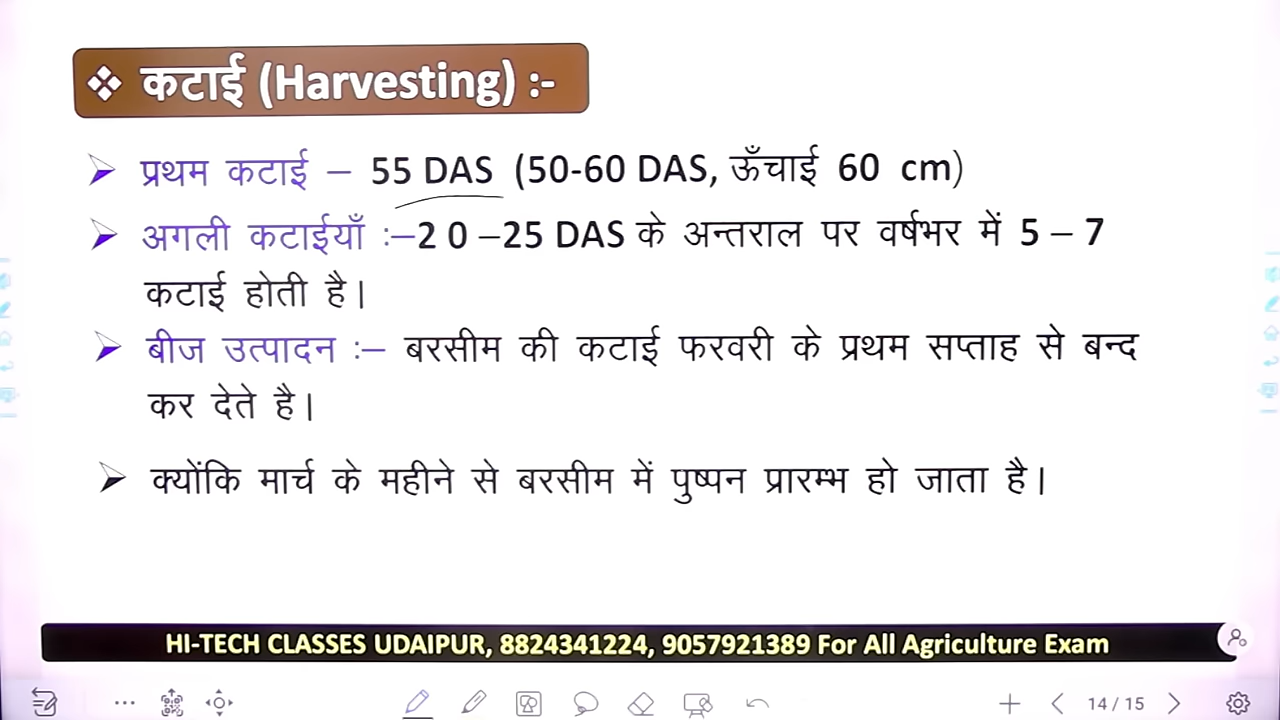 ❖ कटाई (Harvesting) :-
➢ प्रथम कटाई – 55 DAS (50-60 DAS, ऊँचाई 60 cm)
➢ अगली कटाईयाँ :–2 0 –25 DAS के अन्तराल पर वर्षभर में 5 – 7
कटाई होती है।
➢ बीज उत्पादन :– बरसीम की कटाई फरवरी के प्रथम सप्ताह से बन्द
कर देते है।
➢ क्योंकि मार्च के महीने से बरसीम में पुष्पन प्रारम्भ हो जाता है।
HI-TECH CLASSES UDAIPUR, 8824341224, 9057921389 For All Agriculture Exam
14 / 15